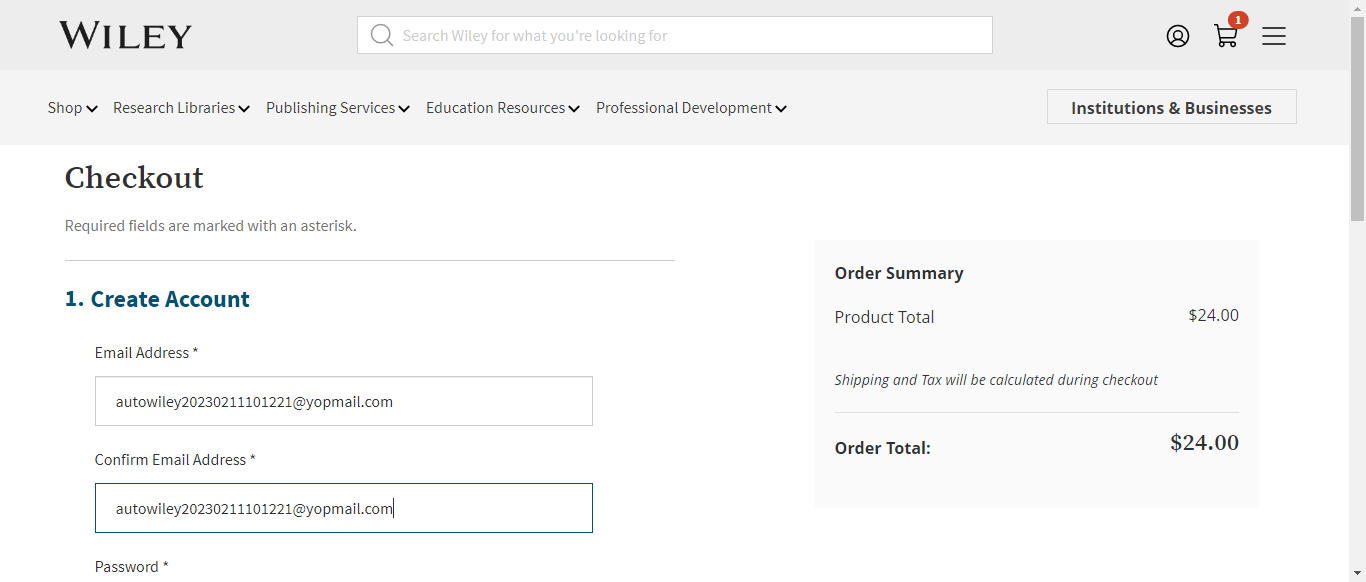 WILEY
Search Wiley for what you're looking for
1
Shop
Research Libraries
Publishing Services
Education Resources
Professional Development
Institutions & Businesses
Checkout
Required fields are marked with an asterisk.
1. Create Account
Email Address *
autowiley20230211101221@yopmail.com
Confirm Email Address *
autowiley20230211101221@yopmail.com
Password *
Order Summary
Product Total $24.00
Shipping and Tax will be calculated during checkout
Order Total: $24.00